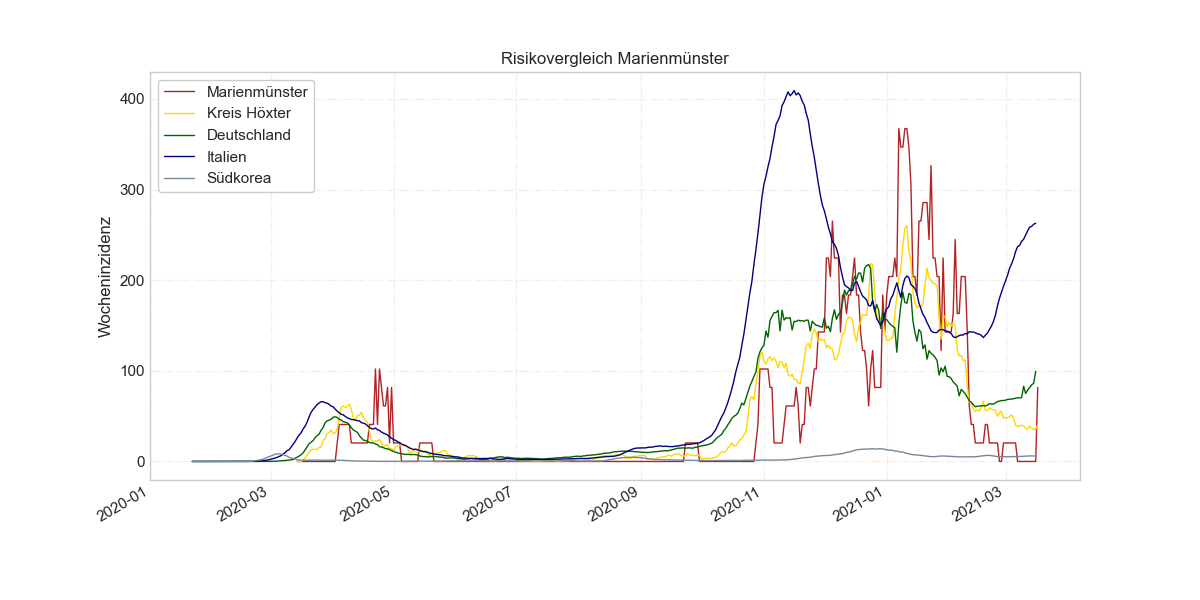 Risikovergleich Marienmünster
Marienmünster
Kreis Höxter
Deutschland
Italien
Südkorea
Wocheninzidenz
400
300
200
100
0
2020-01
2020-03
2020-05
2020-07
2020-09
2020-11
2021-01
2021-03